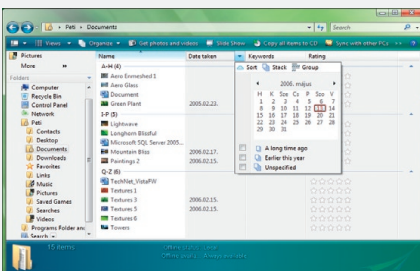 Peti ▸ Documents
Search
Views
Organize
Get photos and videos
Slide Show
Copy all items to CD
Sync with other PCs
Pictures
More »
Folders
Computer
Recycle Bin
Control Panel
Network
Peti
Contacts
Desktop
Documents
Downloads
Favorites
Links
Music
Pictures
Saved Games
Searches
Videos
Programs Folder
Search
Name Date taken Keywords Rating
A-H (4)
Aero Enmeshed 1
Aero Glass
Document
Green Plant 2005.02.23.
I-P (5)
Lightwave
Longhorn Blissful
Microsoft SQL Server 2005...
Mountain Bliss 2006.02.17.
Paintings 2 2006.02.15.
Q-Z (6)
TechNet_VistaFW
Textures 1
Textures 3 2006.02.15.
Textures 5 2006.02.15.
Textures 6
Towers
Sort Stack Group
2006. május
H K Sze Cs P Szo V
1 2 3 4 5 6 7
8 9 10 11 12 13 14
15 16 17 18 19 20 21
22 23 24 25 26 27 28
29 30 31
A long time ago
Earlier this year
Unspecified
15 items